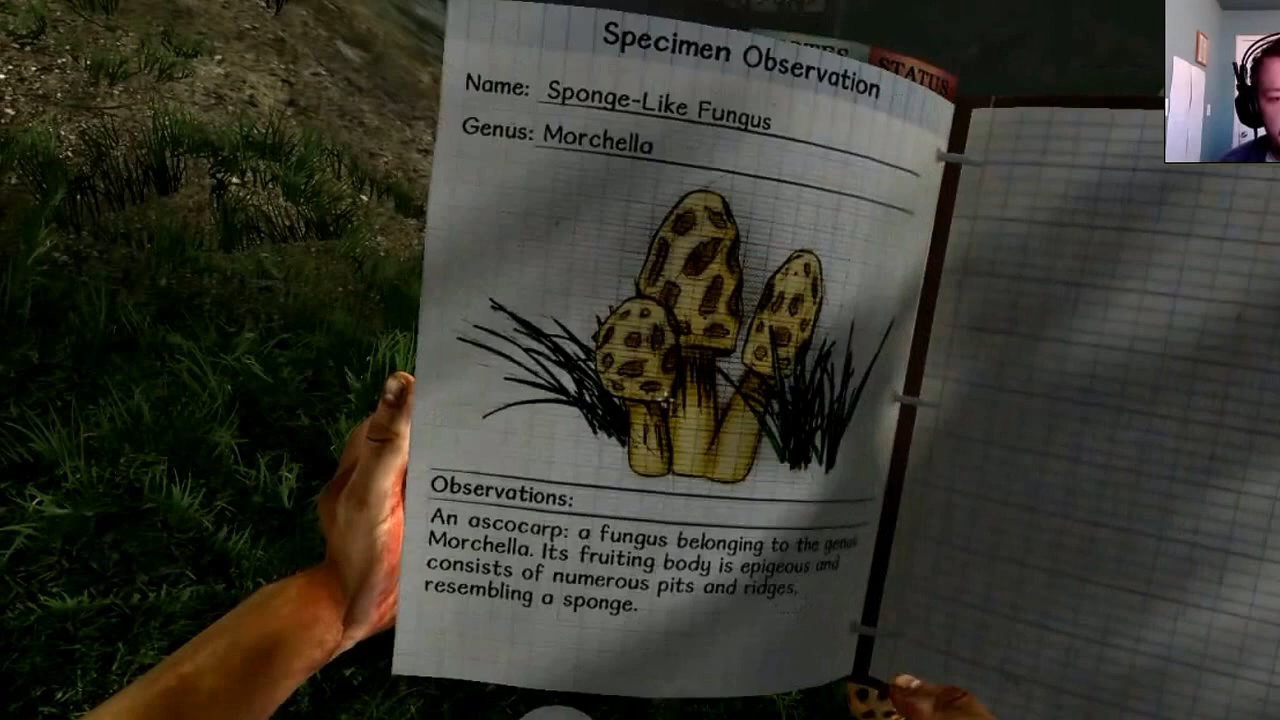 STATUS
Specimen Observation
Name: Sponge-Like Fungus
Genus: Morchella
Observations:
An ascocarp: a fungus belonging to the genus
Morchella. Its fruiting body is epigeous and
consists of numerous pits and ridges,
resembling a sponge.